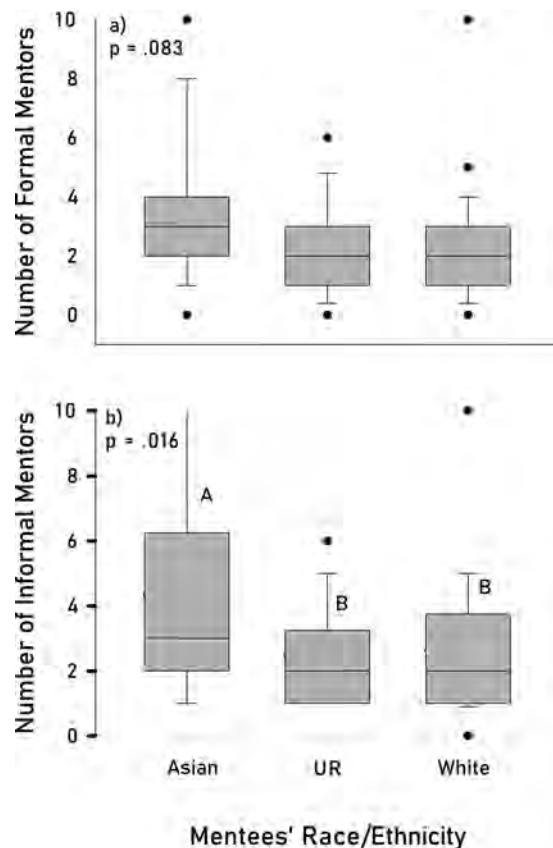 Number of Formal Mentors
a)
p = .083
10
8
6
4
2
0
Number of Informal Mentors
b)
p = .016
10
8
6
4
2
0
A
B
B
Asian UR White
Mentees' Race/Ethnicity